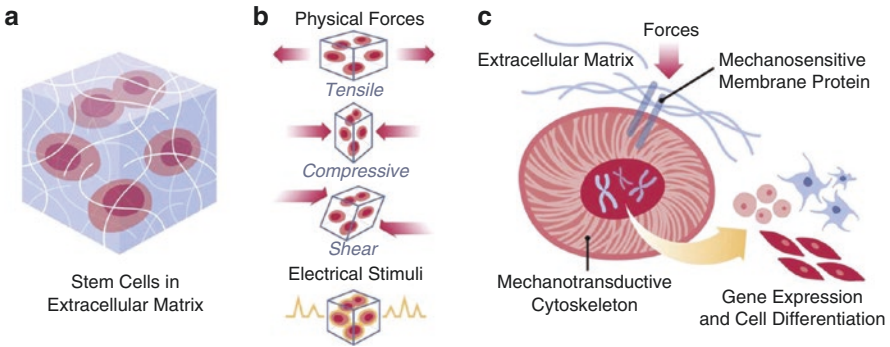 a
Stem Cells in
Extracellular Matrix
b
Physical Forces
Tensile
Compressive
Shear
Electrical Stimuli
c
Forces
Extracellular Matrix
Mechanosensitive
Membrane Protein
Mechanotransductive
Cytoskeleton
Gene Expression
and Cell Differentiation